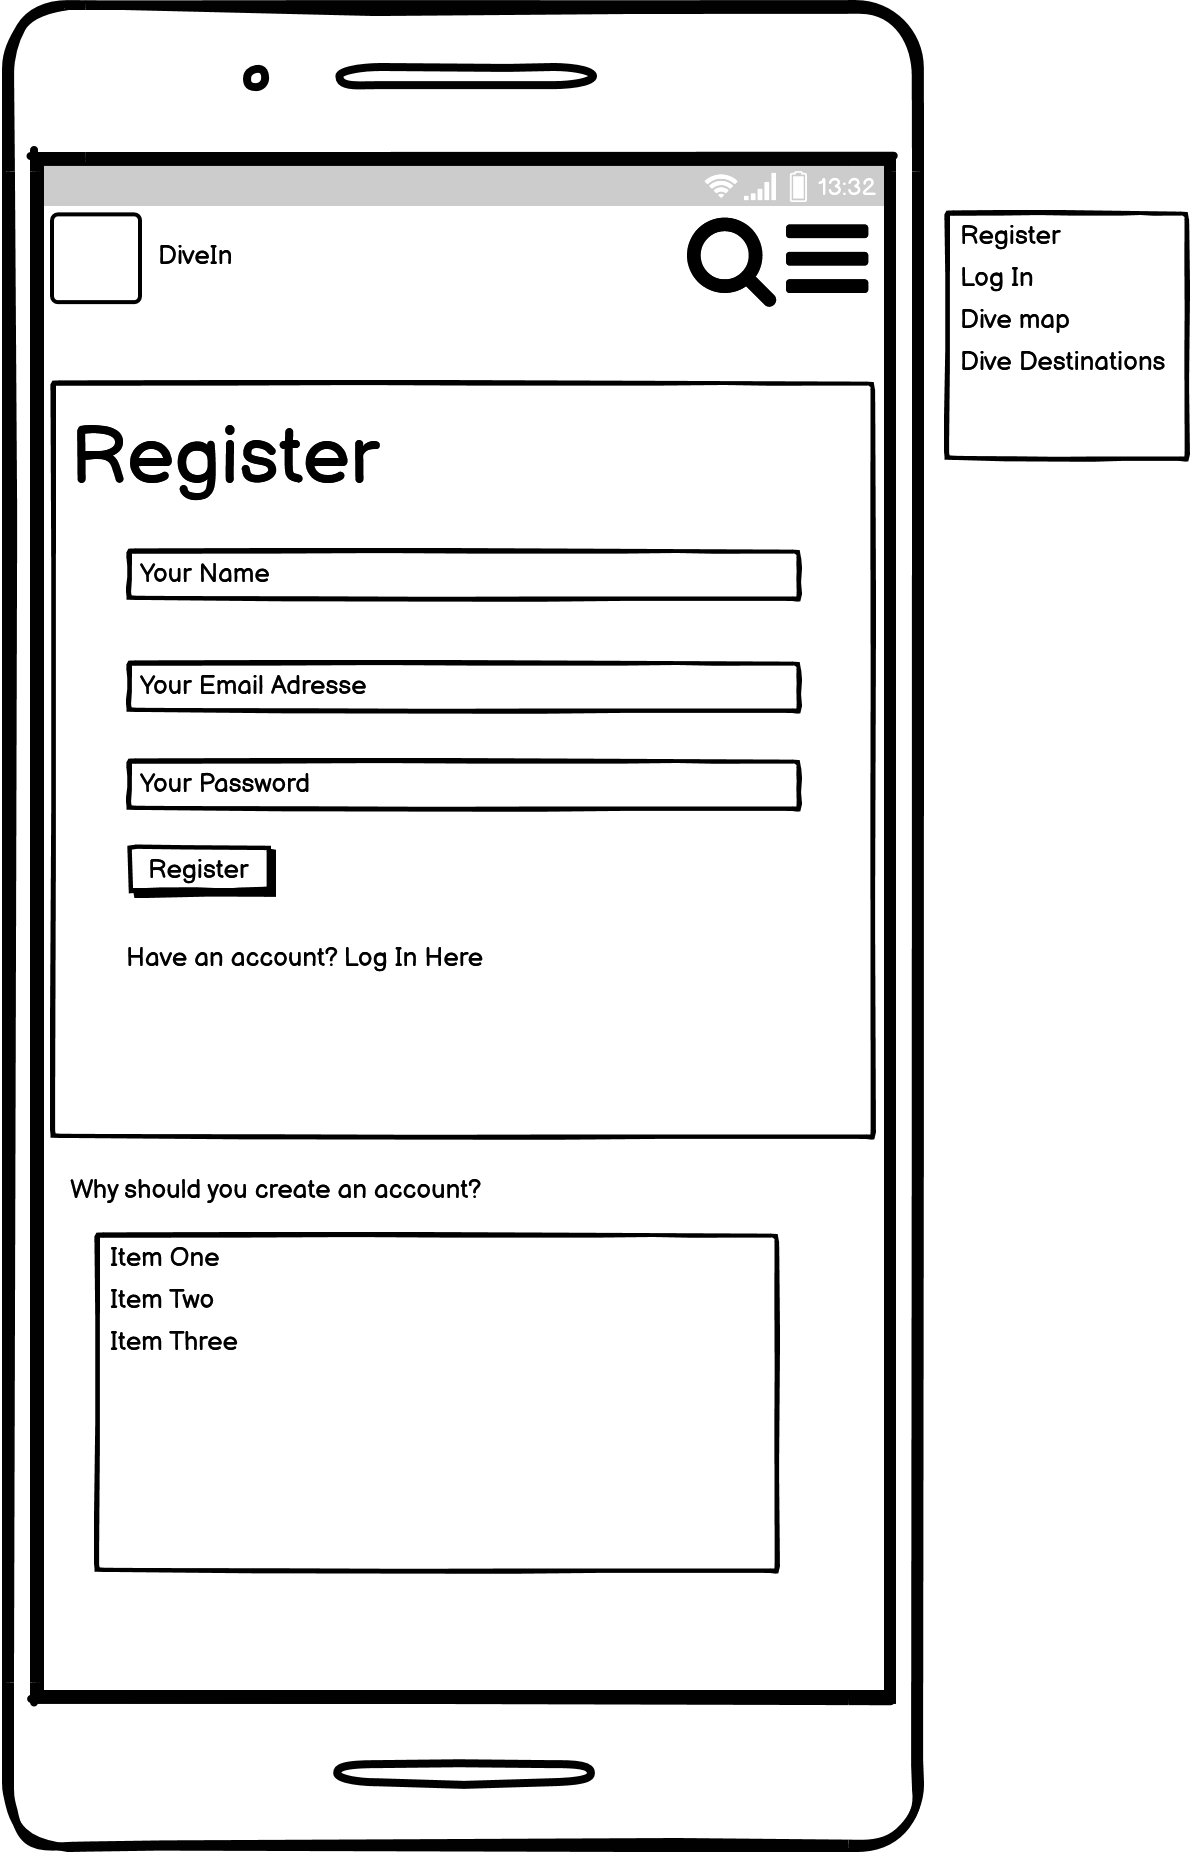 13:32
DiveIn
Register
Your Name
Your Email Adresse
Your Password
Register
Have an account? Log In Here
Why should you create an account?
Item One
Item Two
Item Three
Register
Log In
Dive map
Dive Destinations